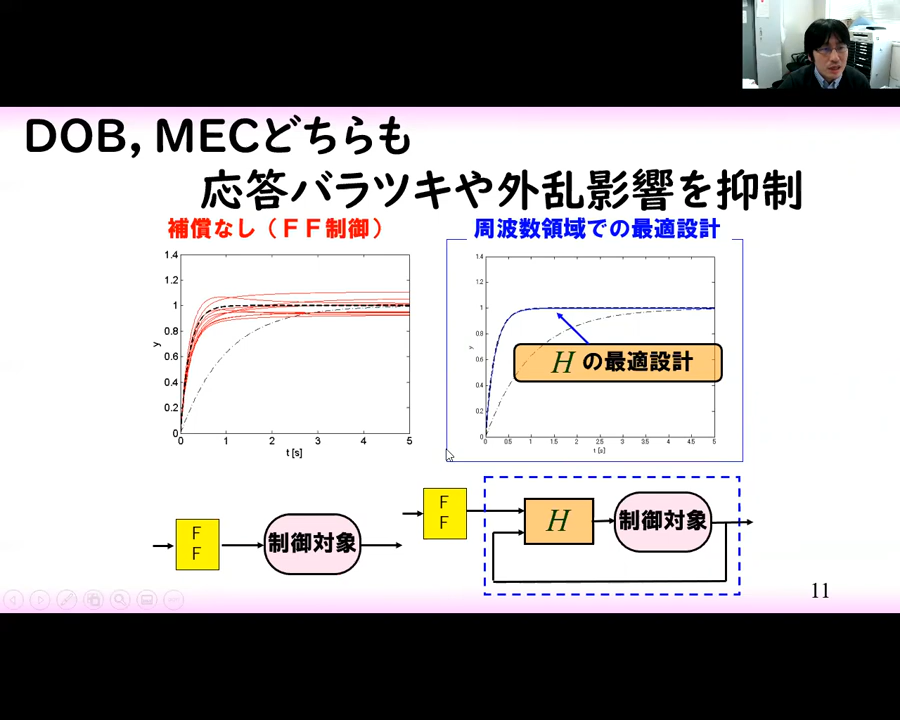 DOB, MECどちらも
応答バラツキや外乱影響を抑制
補償なし（ＦＦ制御）
周波数領域での最適設計
1.4
1.2
1
0.8
0.6
0.4
0.2
0
y
0 1 2 3 4 5
t [s]
1.4
1.2
1
0.8
0.6
0.4
0.2
0
y
0 0.5 1 1.5 2 2.5 3 3.5 4 4.5 5
t [s]
H の最適設計
F
F
制御対象
F
F
H
制御対象
11